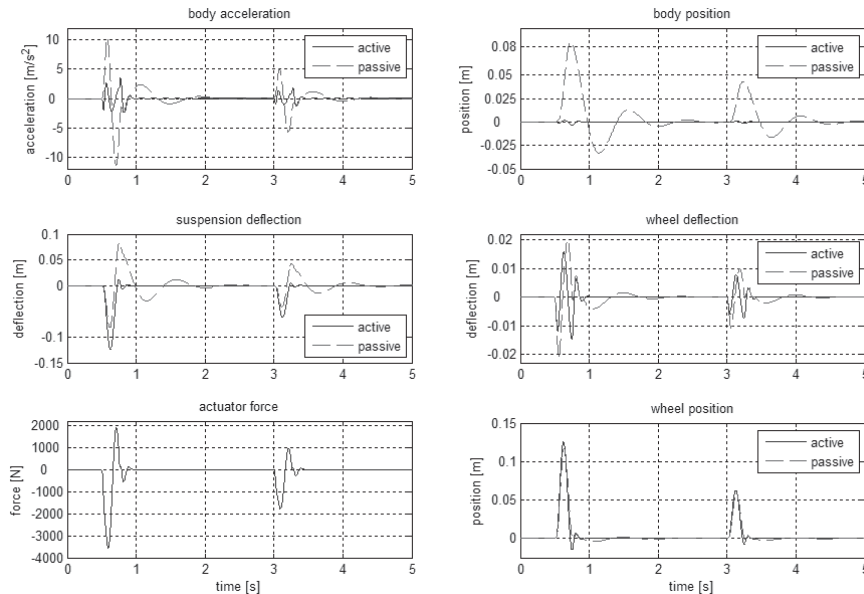 body acceleration
acceleration [m/s²]
10
5
0
-5
-10
active
passive
0 1 2 3 4 5
body position
position [m]
0.08
0.05
0.025
0
-0.025
-0.05
active
passive
0 1 2 3 4 5
suspension deflection
deflection [m]
0.1
0.05
0
-0.1
-0.15
active
passive
0 1 2 3 4 5
wheel deflection
deflection [m]
0.02
0.01
0
-0.01
-0.02
active
passive
0 1 2 3 4 5
actuator force
force [N]
2000
1000
0
-1000
-2000
-3000
-4000
0 1 2 3 4 5
time [s]
wheel position
position [m]
0.15
0.1
0.05
0
active
passive
0 1 2 3 4 5
time [s]